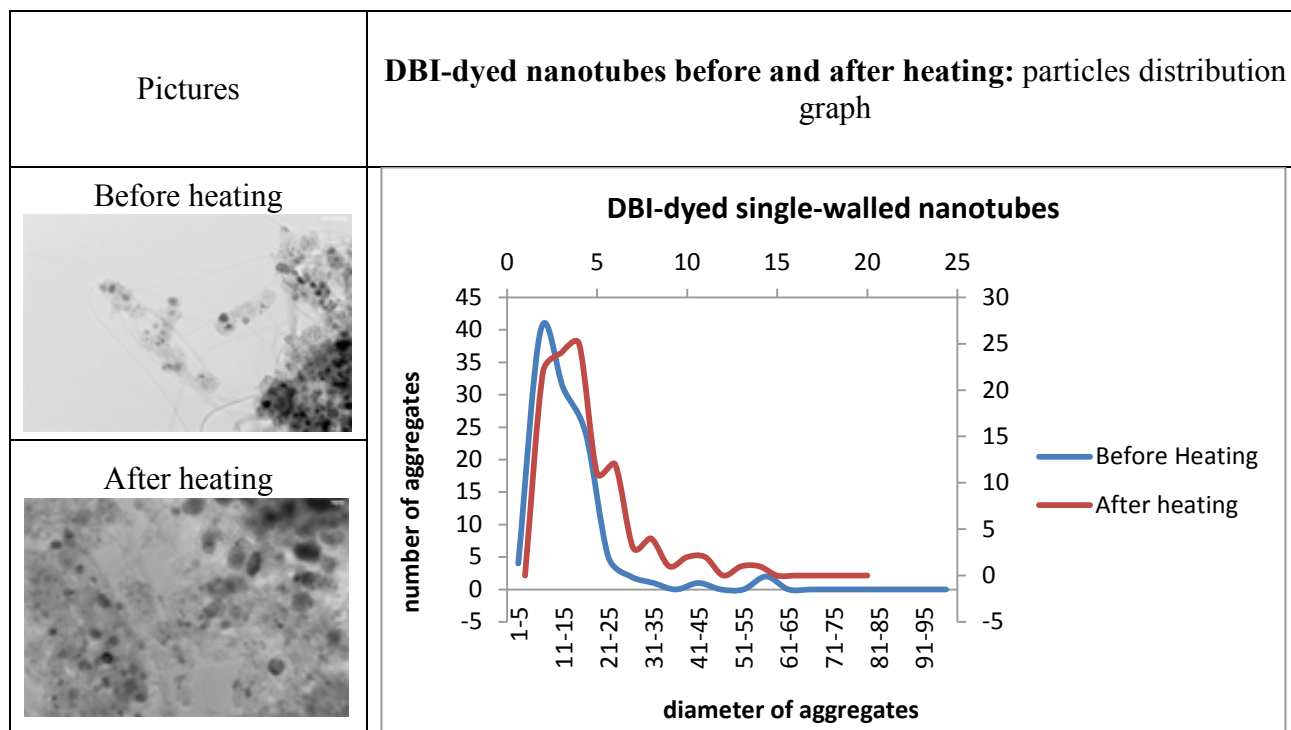 Pictures
DBI-dyed nanotubes before and after heating: particles distribution
graph
Before heating
After heating
DBI-dyed single-walled nanotubes
0 5 10 15 20 25
45
40
35
30
25
20
15
10
5
0
-5
30
25
20
15
10
5
0
-5
number of aggregates
1-5
11-15
21-25
31-35
41-45
51-55
61-65
71-75
81-85
91-95
diameter of aggregates
Before Heating
After heating